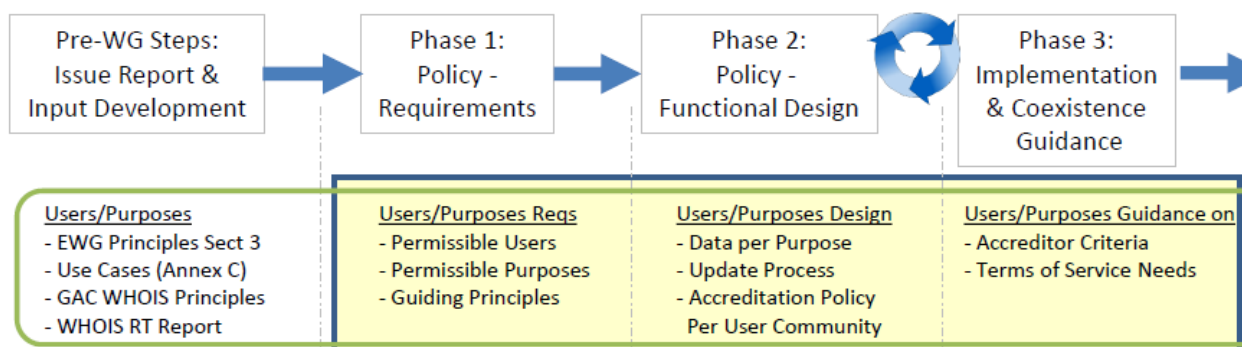 Pre-WG Steps:
Issue Report &
Input Development
Phase 1:
Policy -
Requirements
Phase 2:
Policy -
Functional Design
Phase 3:
Implementation
& Coexistence
Guidance
Users/Purposes
- EWG Principles Sect 3
- Use Cases (Annex C)
- GAC WHOIS Principles
- WHOIS RT Report
Users/Purposes Reqs
- Permissible Users
- Permissible Purposes
- Guiding Principles
Users/Purposes Design
- Data per Purpose
- Update Process
- Accreditation Policy
Per User Community
Users/Purposes Guidance on
- Accreditor Criteria
- Terms of Service Needs